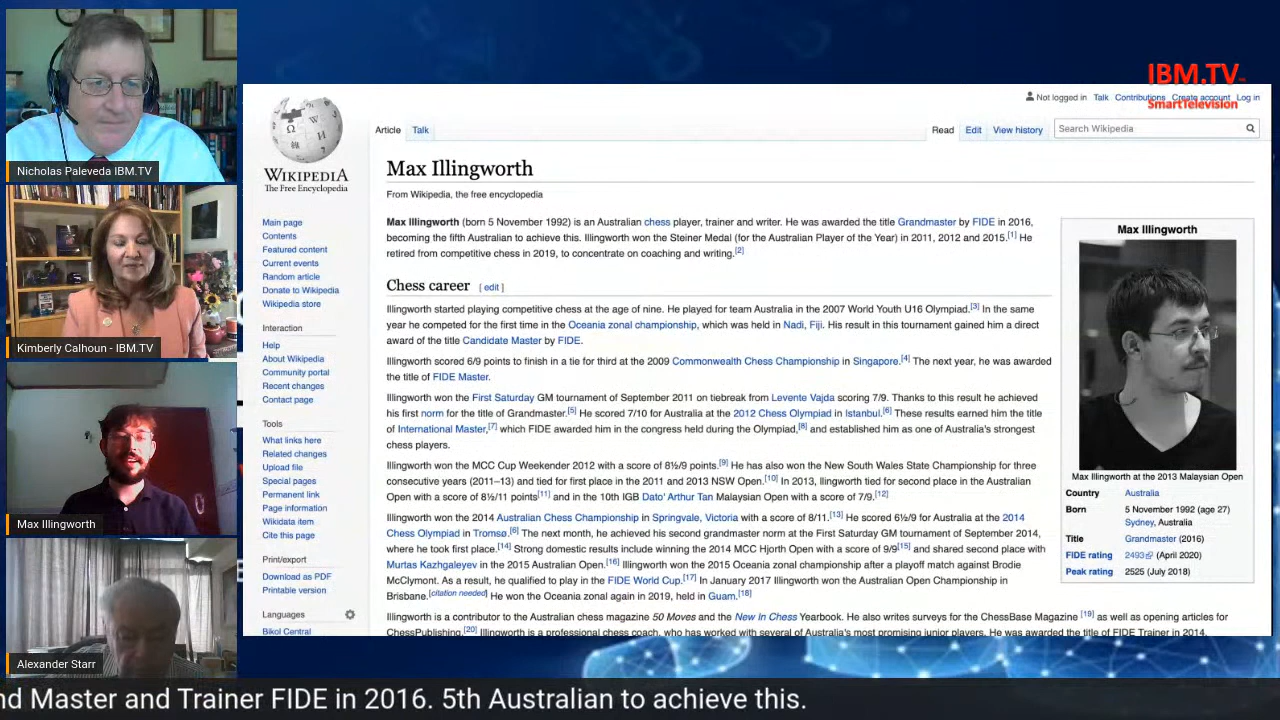 IBM.TV
SmartTelevision
Not logged in Talk Contributions Create account Log in
Article Talk
Read Edit View history
Search Wikipedia
WIKIPEDIA
The Free Encyclopedia
Main page
Contents
Featured content
Current events
Random article
Donate to Wikipedia
Wikipedia store
Interaction
Help
About Wikipedia
Community portal
Recent changes
Contact page
Tools
What links here
Related changes
Upload file
Special pages
Permanent link
Page information
Wikidata item
Cite this page
Print/export
Download as PDF
Printable version
Languages
Bikol Central
Max Illingworth
From Wikipedia, the free encyclopedia
Max Illingworth (born 5 November 1992) is an Australian chess player, trainer and writer. He was awarded the title Grandmaster by FIDE in 2016,
becoming the fifth Australian to achieve this. Illingworth won the Steiner Medal (for the Australian Player of the Year) in 2011, 2012 and 2015.[1] He
retired from competitive chess in 2019, to concentrate on coaching and writing.[2]
Chess career [ edit ]
Illingworth started playing competitive chess at the age of nine. He played for team Australia in the 2007 World Youth U16 Olympiad.[3] In the same
year he competed for the first time in the Oceania zonal championship, which was held in Nadi, Fiji. His result in this tournament gained him a direct
award of the title Candidate Master by FIDE.
Illingworth scored 6/9 points to finish in a tie for third at the 2009 Commonwealth Chess Championship in Singapore.[4] The next year, he was awarded
the title of FIDE Master.
Illingworth won the First Saturday GM tournament of September 2011 on tiebreak from Levente Vajda scoring 7/9. Thanks to this result he achieved
his first norm for the title of Grandmaster.[5] He scored 7/10 for Australia at the 2012 Chess Olympiad in Istanbul.[6] These results earned him the title
of International Master,[7] which FIDE awarded him in the congress held during the Olympiad,[8] and established him as one of Australia's strongest
chess players.
Illingworth won the MCC Cup Weekender 2012 with a score of 8½/9 points.[9] He has also won the New South Wales State Championship for three
consecutive years (2011–13) and tied for first place in the 2011 and 2013 NSW Open.[10] In 2013, Illingworth tied for second place in the Australian
Open with a score of 8½/11 points[11] and in the 10th IGB Dato' Arthur Tan Malaysian Open with a score of 7/9.[12]
Illingworth won the 2014 Australian Chess Championship in Springvale, Victoria with a score of 8/11.[13] He scored 6½/9 for Australia at the 2014
Chess Olympiad in Tromsø.[6] The next month, he achieved his second grandmaster norm at the First Saturday GM tournament of September 2014,
where he took first place.[14] Strong domestic results include winning the 2014 MCC Hjorth Open with a score of 9/9[15] and shared second place with
Murtas Kazhgaleyev in the 2015 Australian Open.[16] Illingworth won the 2015 Oceania zonal championship after a playoff match against Brodie
McClymont. As a result, he qualified to play in the FIDE World Cup.[17] In January 2017 Illingworth won the Australian Open Championship in
Brisbane.[citation needed] He won the Oceania zonal again in 2019, held in Guam.[18]
Illingworth is a contributor to the Australian chess magazine 50 Moves and the New In Chess Yearbook. He also writes surveys for the ChessBase Magazine [19] as well as opening articles for
ChessPublishing.[20] Illingworth is a professional chess coach, who has worked with several of Australia's most promising junior players. He was awarded the title of FIDE Trainer in 2014.
Max Illingworth
Max Illingworth at the 2013 Malaysian Open
Country Australia
Born 5 November 1992 (age 27)
Sydney, Australia
Title Grandmaster (2016)
FIDE rating 2493 (April 2020)
Peak rating 2525 (July 2018)
Nicholas Paleveda IBM.TV
Kimberly Calhoun - IBM.TV
Max Illingworth
Alexander Starr
nd Master and Trainer FIDE in 2016. 5th Australian to achieve this.